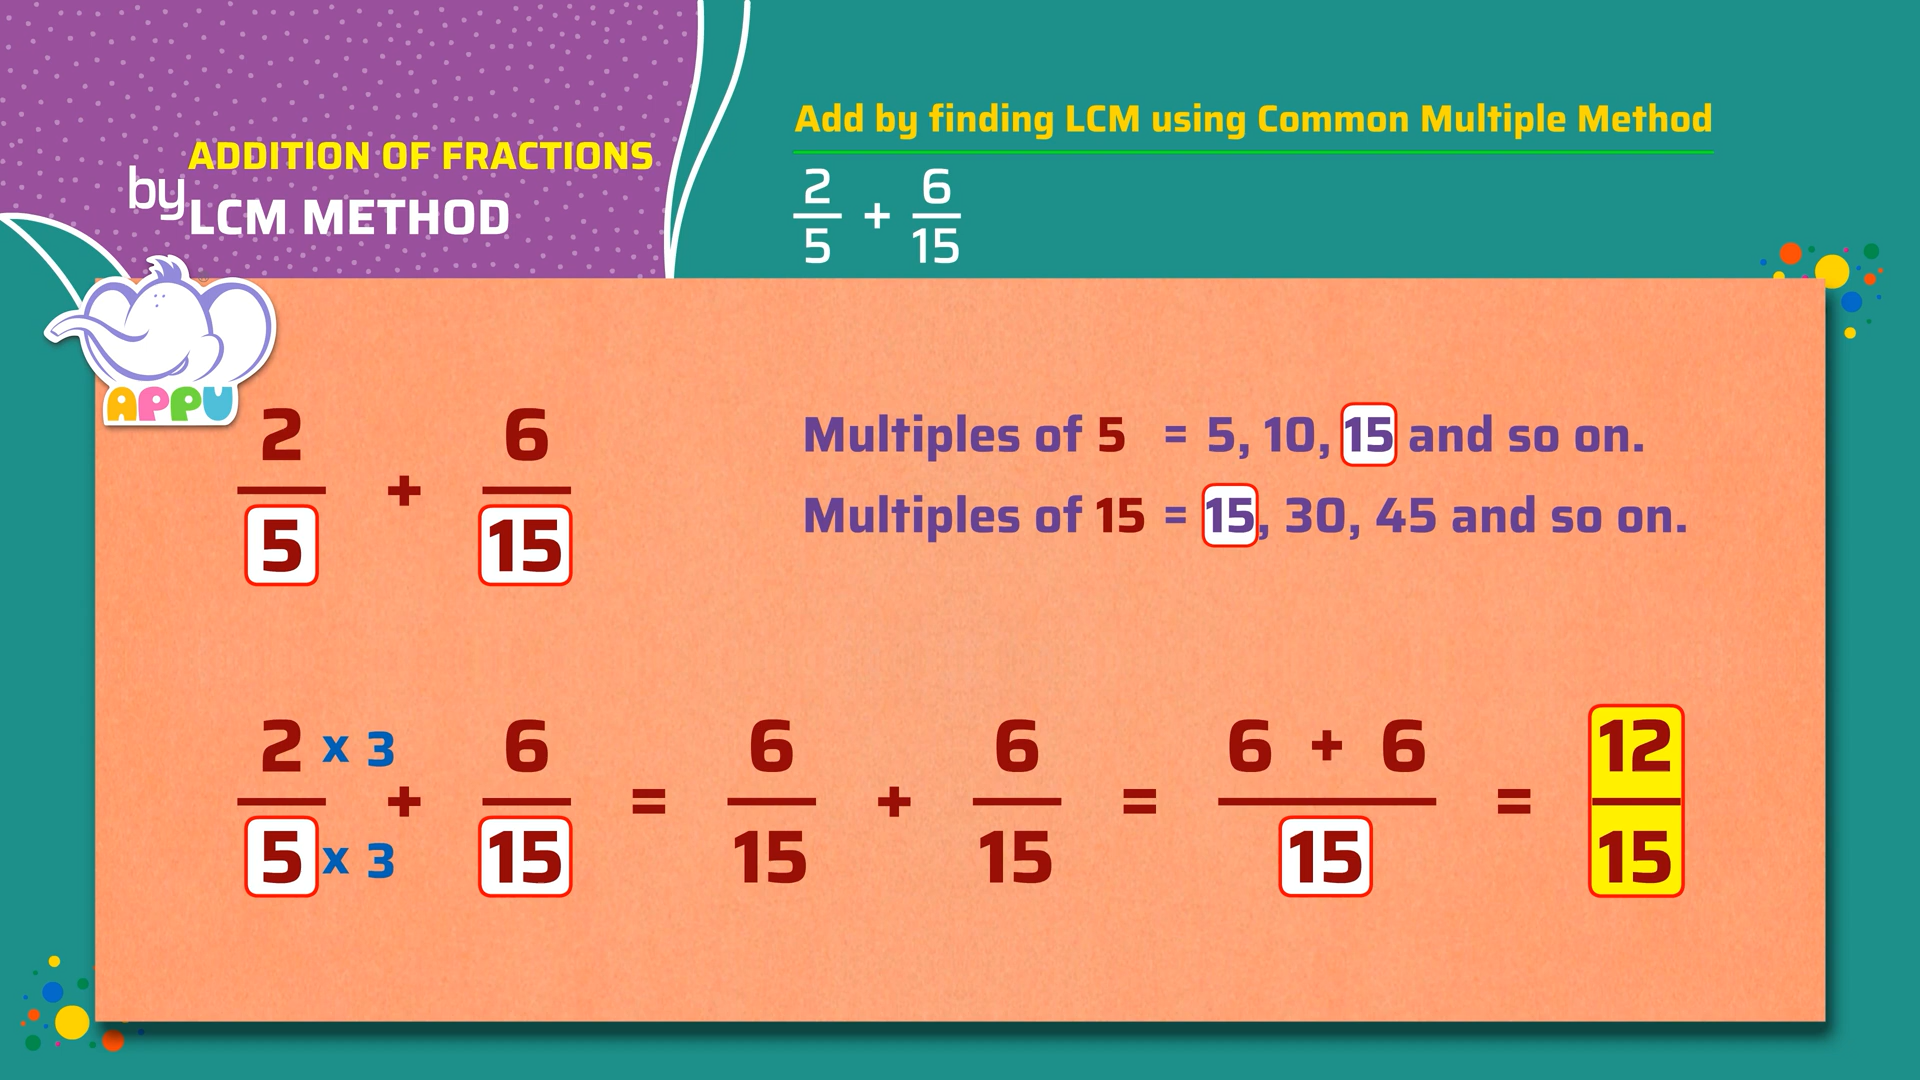 ADDITION OF FRACTIONS
by LCM METHOD
Add by finding LCM using Common Multiple Method
2/5 + 6/15
APPU
2/5 + 6/15
Multiples of 5 = 5, 10, 15 and so on.
Multiples of 15 = 15, 30, 45 and so on.
2 x 3/5 x 3 + 6/15 = 6/15 + 6/15 = 6 + 6/15 = 12/15